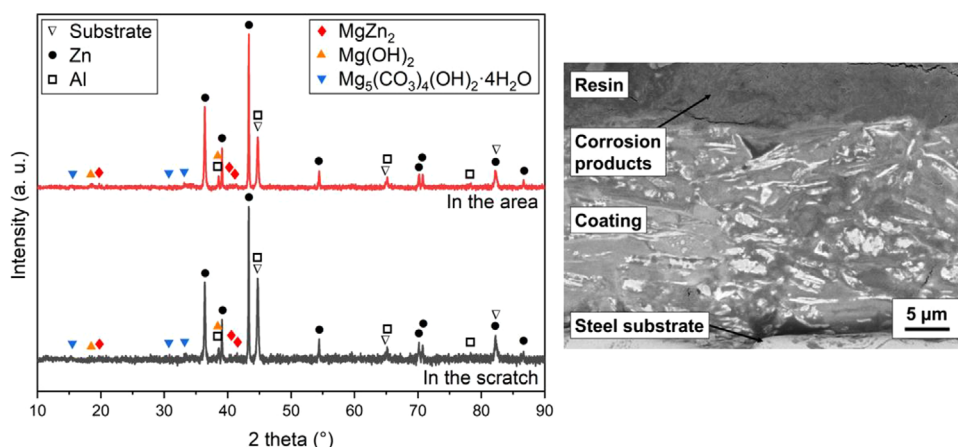 Substrate
Zn
Al
MgZn₂
Mg(OH)₂
Mg₅(CO₃)₄(OH)₂·4H₂O
In the area
In the scratch
Intensity (a. u.)
10 20 30 40 50 60 70 80 90
2 theta (°)
Resin
Corrosion
products
Coating
Steel substrate
5 µm